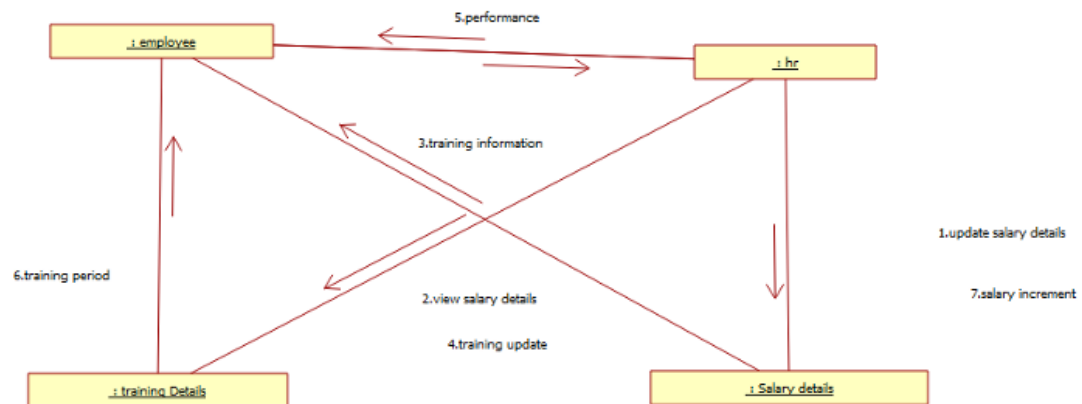 5.performance
: employee
: hr
3.training information
1.update salary details
6.training period
2.view salary details
7.salary increment
4.training update
: training Details
: Salary details